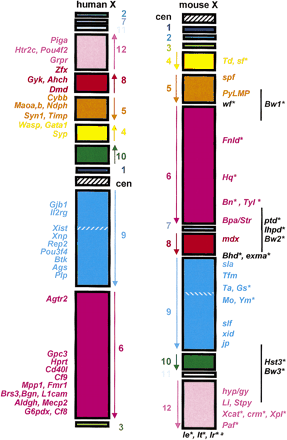 human X
2
7
Piga
Htr2c, Pou4f2
Grpr
Zfx
12
Gyk, Ahch
Dmd
8
Cybb
Maoa,b, Ndph
Syn1, Timp
5
Wasp, Gata1
Syp
4
10
1
cen
Gjb1
Il2rg
Xist
Xnp
Rep2
Pou3f4
Btk
Ags
Plp
9
Agtr2
Gpc3
Hprt
Cd40l
Cf9
Mpp1, Fmr1
Brs3,Bgn, L1cam
Aldgh, Mecp2
G6pdx, Cf8
6
3
mouse X
cen
1
2
3
4
Td, sf*
5
spf
PyLMP
wf*
Bw1*
6
Fnld*
Hq*
Bn*, Tyl*
Bpa/Str
7
8
mdx
Bhd*, exma*
ptd*
lhpd*
Bw2*
9
sla
Tfm
Ta, Gs*
Mo, Ym*
slf
xid
jp
10
Hst3*
Bw3*
12
hyp/gy
Li, Stpy
Xcat*, crm*, Xpl*
Paf*
le*, lt*, lr*